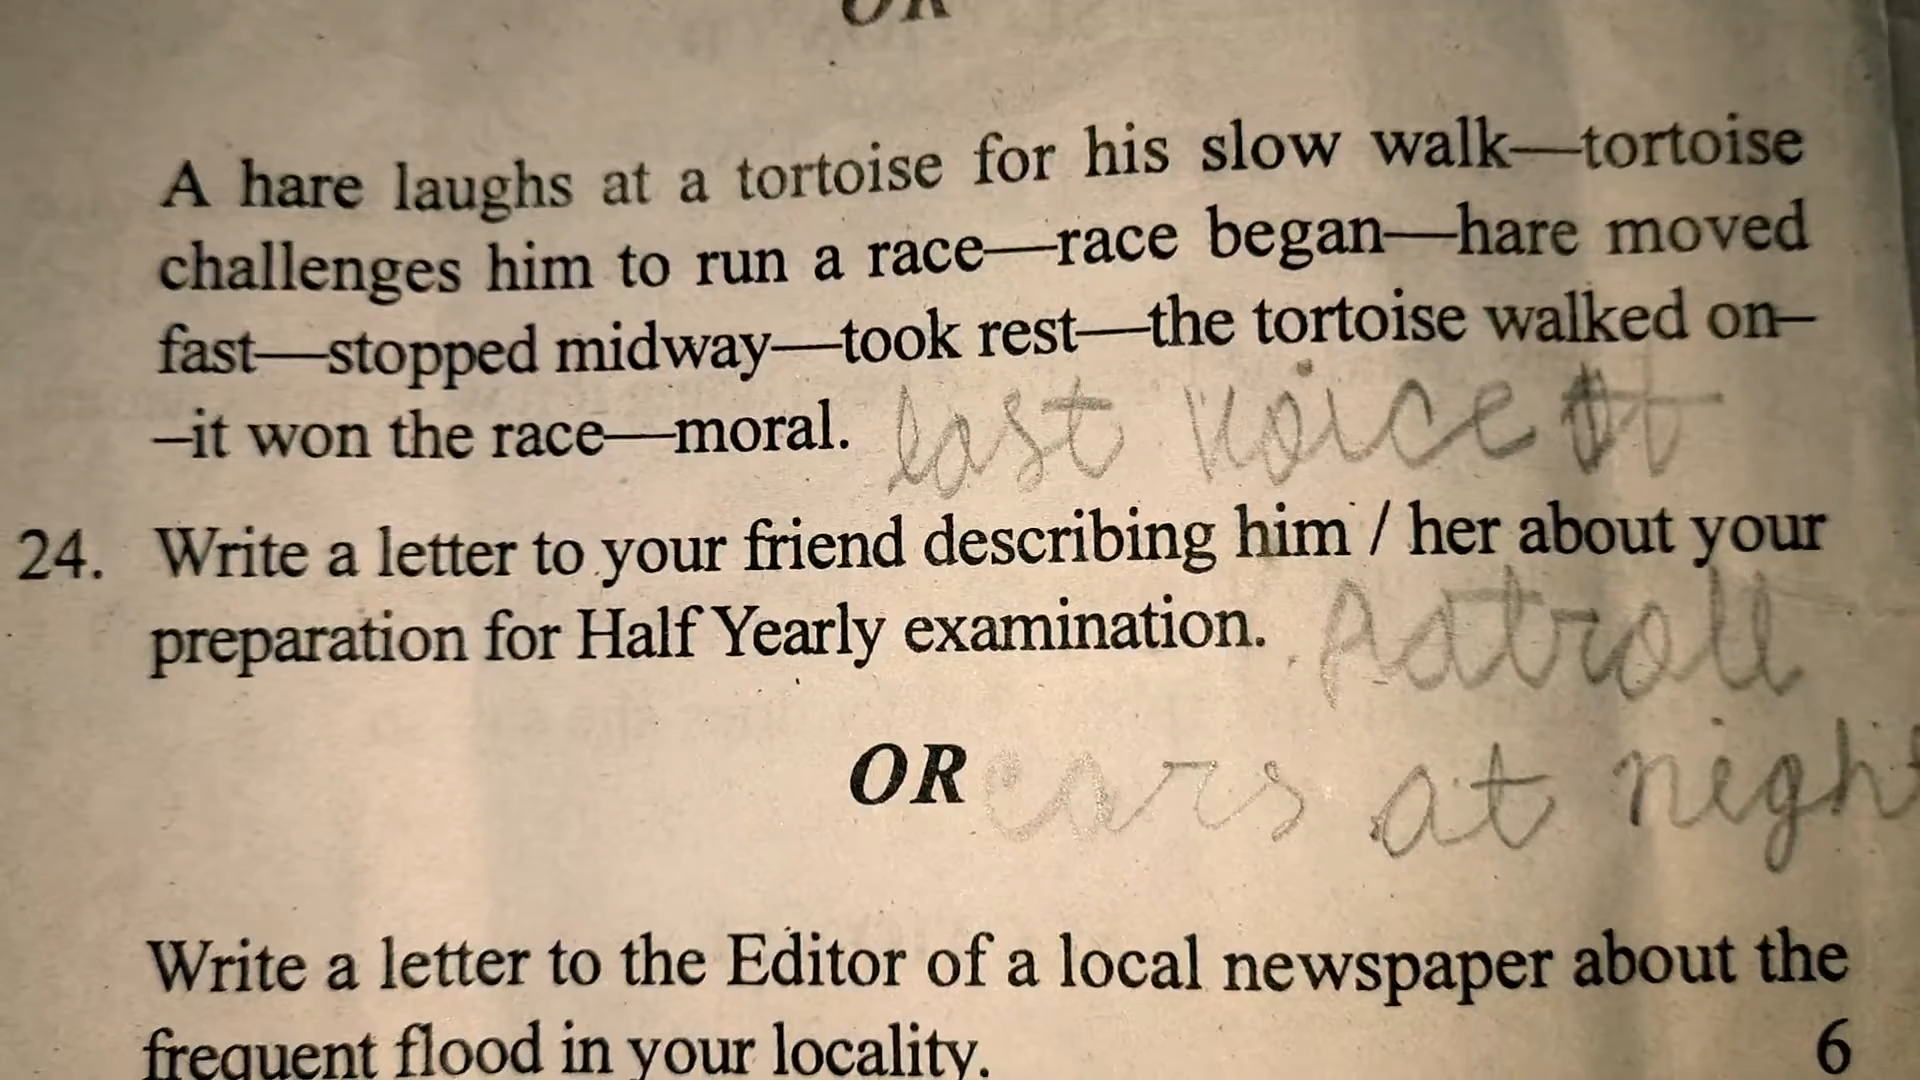 OR
A hare laughs at a tortoise for his slow walk—tortoise
challenges him to run a race—race began—hare moved
fast—stopped midway—took rest—the tortoise walked on–
–it won the race—moral. last voice
24. Write a letter to your friend describing him / her about your
preparation for Half Yearly examination.
OR cars at night
Write a letter to the Editor of a local newspaper about the
frequent flood in your locality. 6